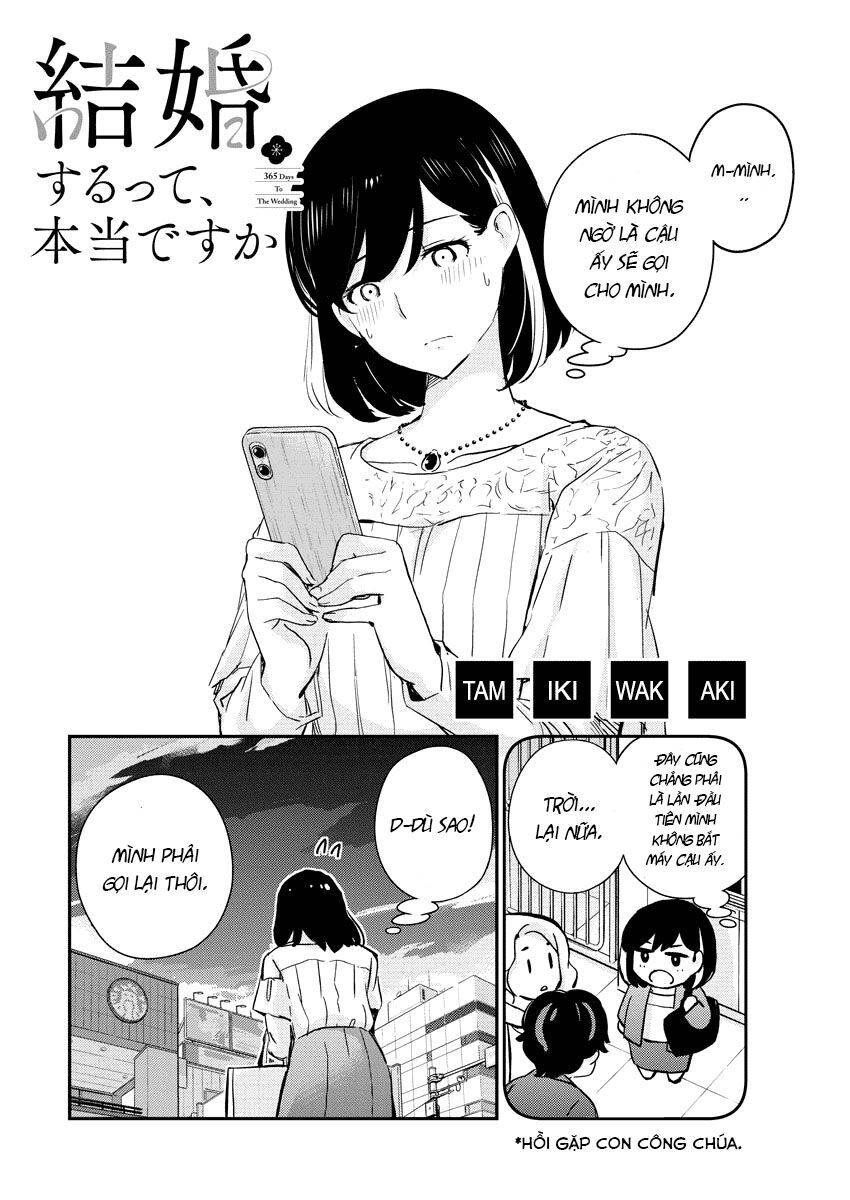 結婚
するって、
本当ですか
365 Days
To
The Wedding
M-MÌNH.
..
MÌNH KHÔNG
NGỜ LÀ CẬU
ẤY SẼ GỌI
CHO MÌNH.
TAM IKI WAK AKI
ĐÂY CŨNG
CHẲNG PHẢI
LÀ LẦN ĐẦU
TIÊN MÌNH
KHÔNG BẮT
MÁY CẬU ẤY.
TRỜI...
LẠI NỮA.
*HỒI GẶP CON CÔNG CHÚA.
D-DÙ SAO!
MÌNH PHẢI
GỌI LẠI THÔI.